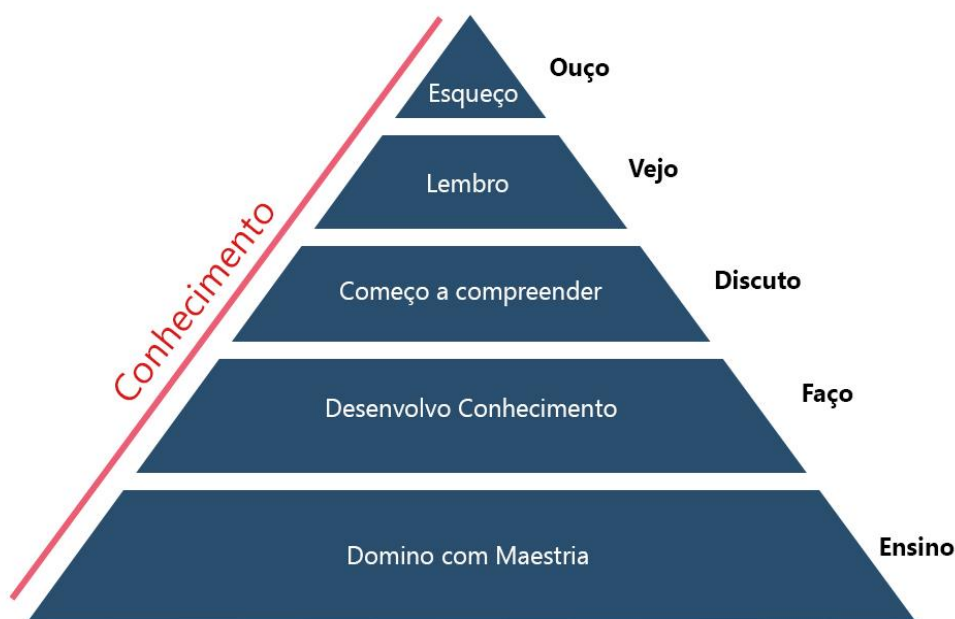 Ouço
Esqueço
Vejo
Lembro
Discuto
Começo a compreender
Conhecimento
Faço
Desenvolvo Conhecimento
Ensino
Domino com Maestria